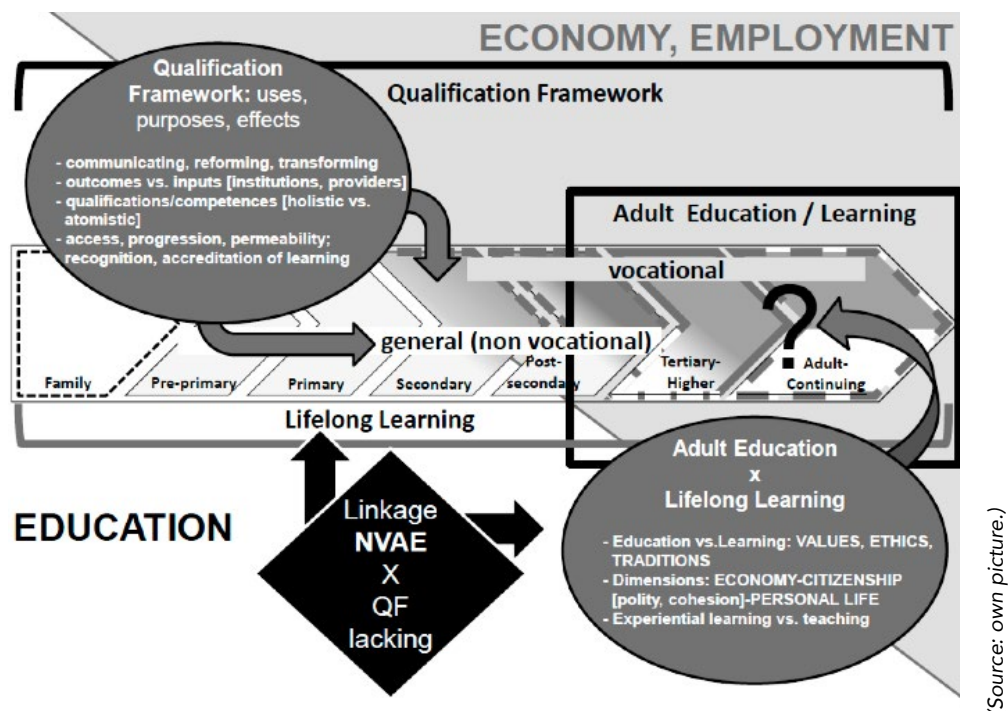 ECONOMY, EMPLOYMENT
Qualification
Framework: uses,
purposes, effects
- communicating, reforming, transforming
- outcomes vs. inputs [institutions, providers]
- qualifications/competences [holistic vs.
atomistic]
- access, progression, permeability;
recognition, accreditation of learning
Qualification Framework
Adult Education / Learning
vocational
general (non vocational)
?
Family
Pre-primary
Primary
Secondary
Post-
secondary
Tertiary-
Higher
Adult-
Continuing
Lifelong Learning
EDUCATION
Linkage
NVAE
X
QF
lacking
Adult Education
x
Lifelong Learning
- Education vs.Learning: VALUES, ETHICS,
TRADITIONS
- Dimensions: ECONOMY-CITIZENSHIP
[polity, cohesion]-PERSONAL LIFE
- Experiential learning vs. teaching
(Source: own picture.)